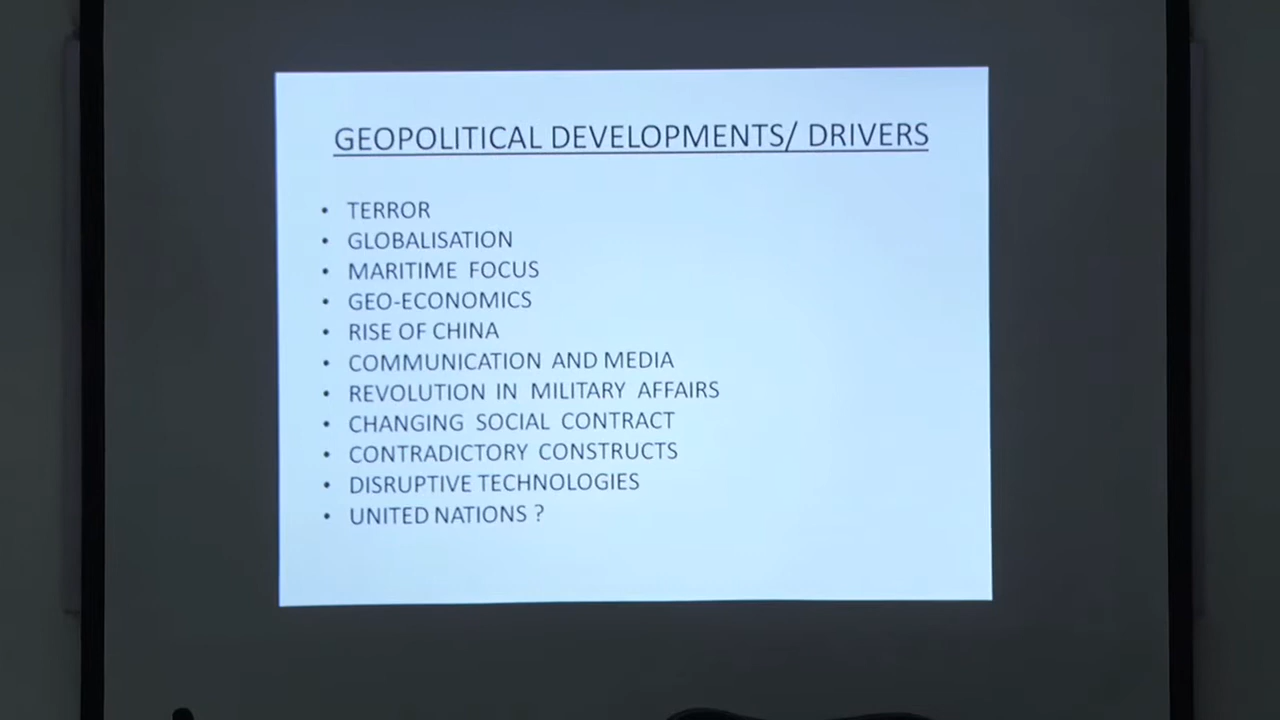 GEOPOLITICAL DEVELOPMENTS/ DRIVERS
• TERROR
• GLOBALISATION
• MARITIME FOCUS
• GEO-ECONOMICS
• RISE OF CHINA
• COMMUNICATION AND MEDIA
• REVOLUTION IN MILITARY AFFAIRS
• CHANGING SOCIAL CONTRACT
• CONTRADICTORY CONSTRUCTS
• DISRUPTIVE TECHNOLOGIES
• UNITED NATIONS ?